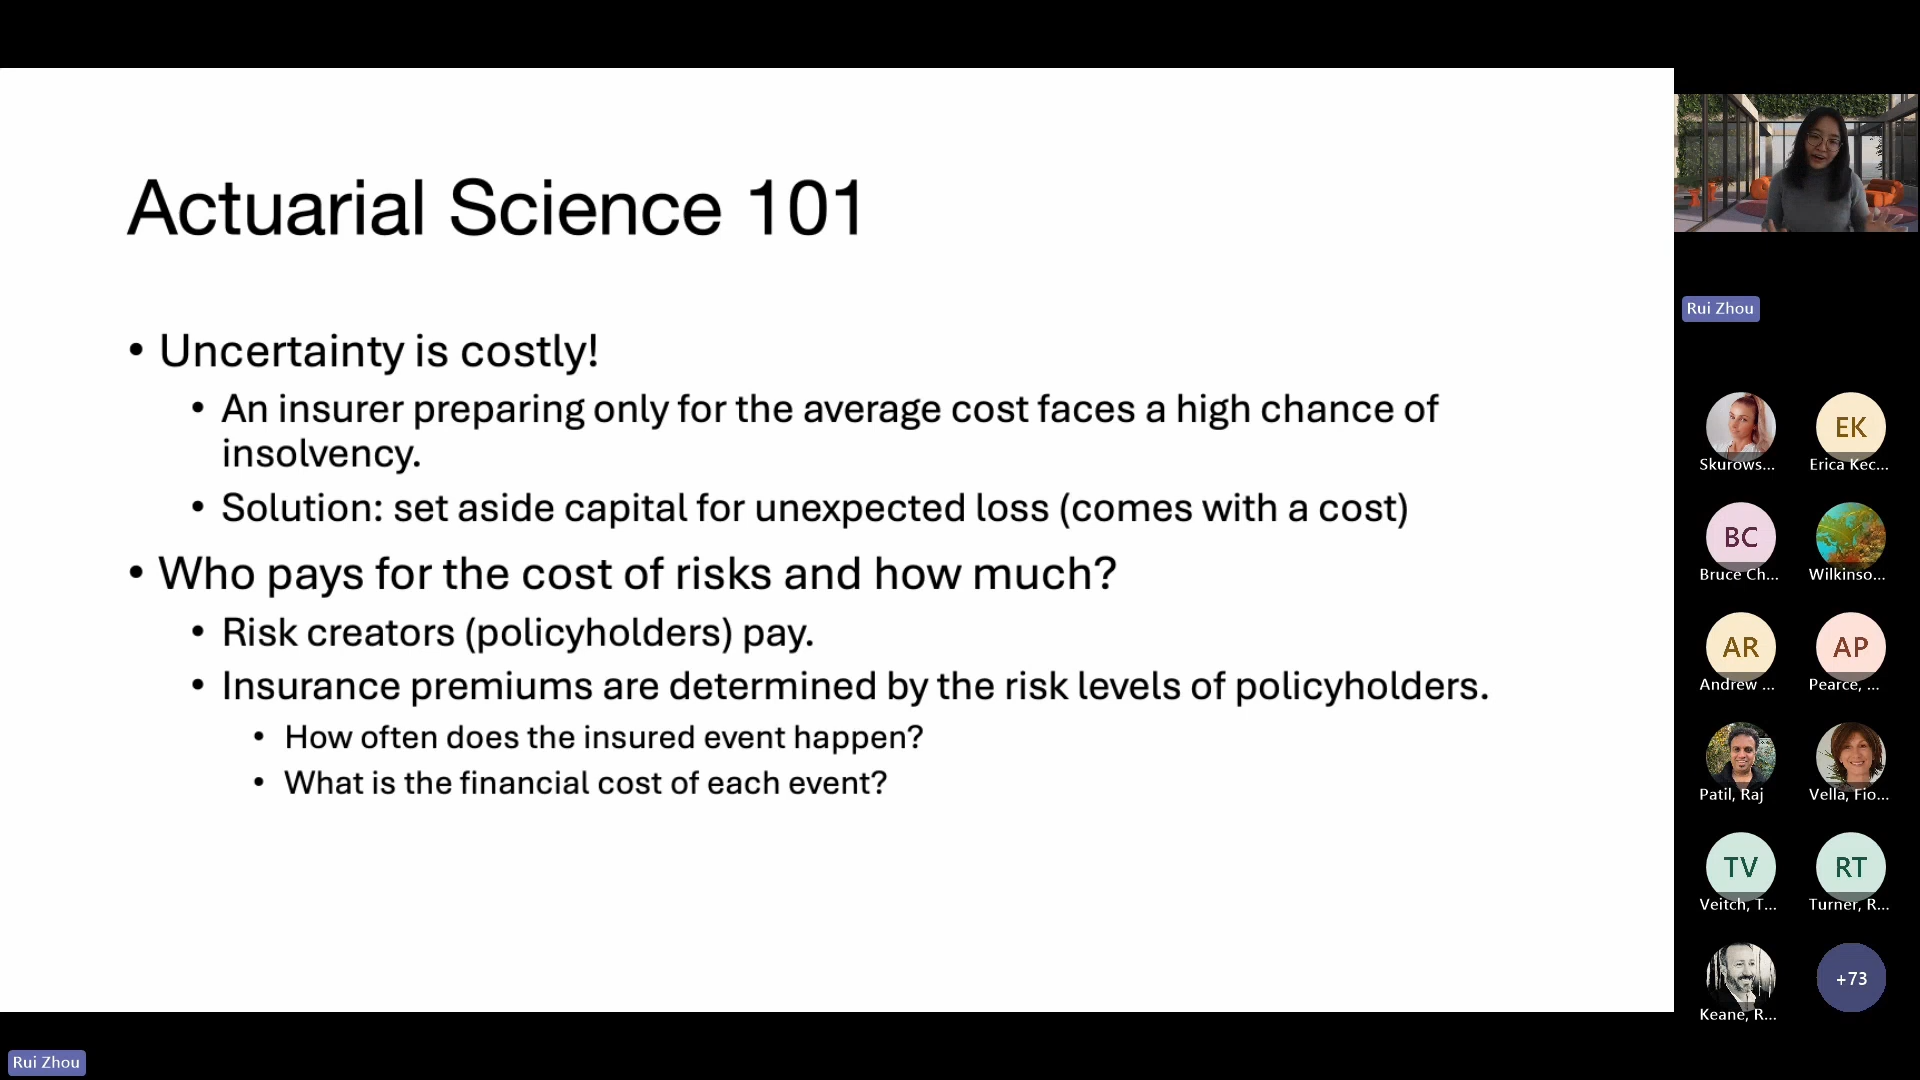 Actuarial Science 101
• Uncertainty is costly!
• An insurer preparing only for the average cost faces a high chance of
insolvency.
• Solution: set aside capital for unexpected loss (comes with a cost)
• Who pays for the cost of risks and how much?
• Risk creators (policyholders) pay.
• Insurance premiums are determined by the risk levels of policyholders.
• How often does the insured event happen?
• What is the financial cost of each event?
Rui Zhou
Skurows...
EK
Erica Kec...
BC
Bruce Ch...
Wilkinso...
AR
Andrew ...
AP
Pearce, ...
Patil, Raj
Vella, Fio...
TV
Veitch, T...
RT
Turner, R...
Keane, R...
+73
Rui Zhou